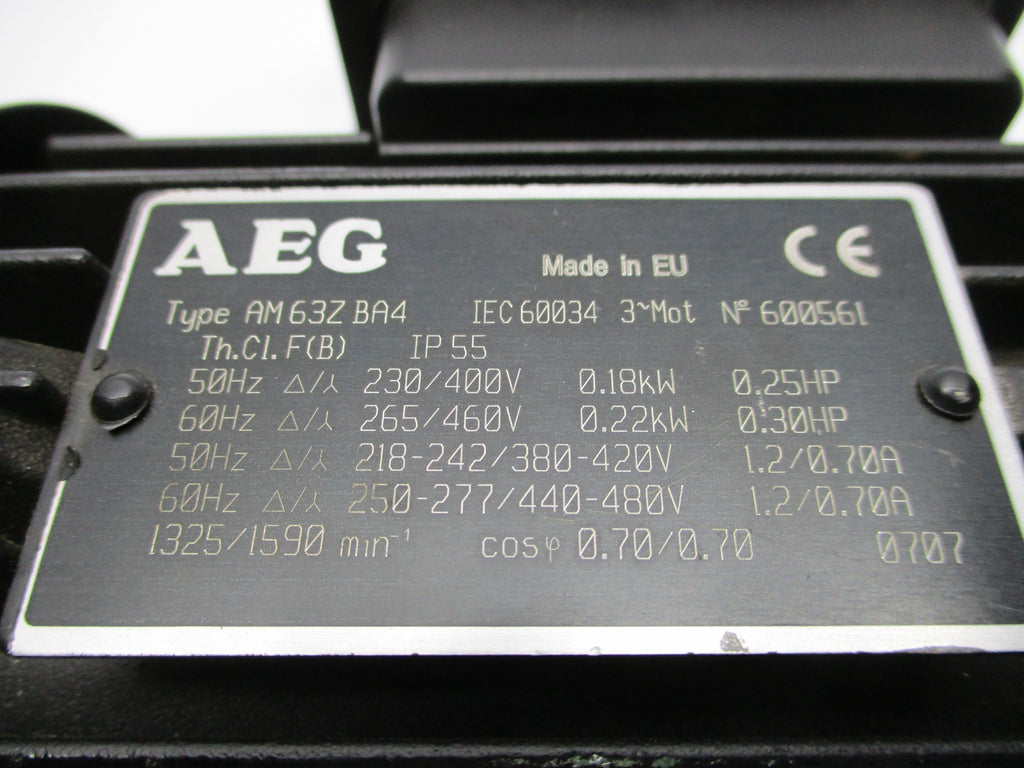 AEG
Made in EU CE
Type AM 63Z BA4 IEC 60034 3~Mot Nº 600561
Th.Cl. F(B) IP 55
50Hz △/⅄ 230/400V 0.18kW 0.25HP
60Hz △/⅄ 265/460V 0.22kW 0.30HP
50Hz △/⅄ 218-242/380-420V 1.2/0.70A
60Hz △/⅄ 250-277/440-480V 1.2/0.70A
1325/1590 min⁻¹ cosφ 0.70/0.70 0707